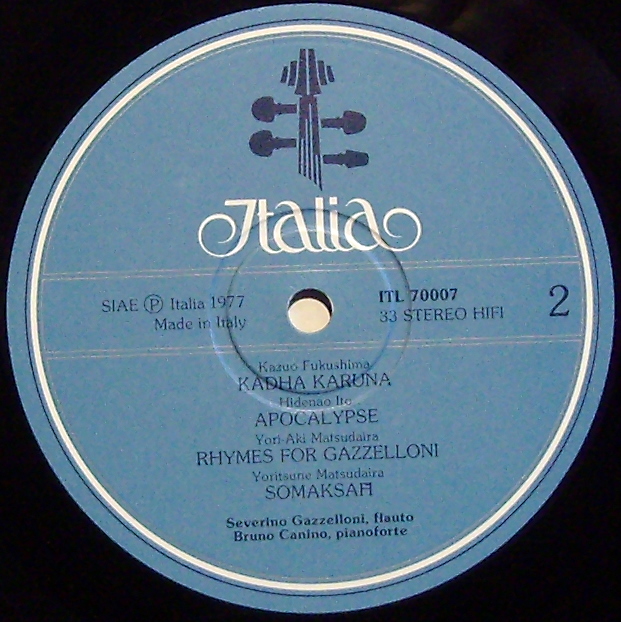 Italia
SIAE Ⓟ Italia 1977
Made in Italy
ITL 70007
33 STEREO HIFI
2
Kazuo Fukushima
KADHA KARUNA
Hidenao Ito
APOCALYPSE
Yori-Aki Matsudaira
RHYMES FOR GAZZELLONI
Yoritsune Matsudaira
SOMAKSAH
Severino Gazzelloni, flauto
Bruno Canino, pianoforte